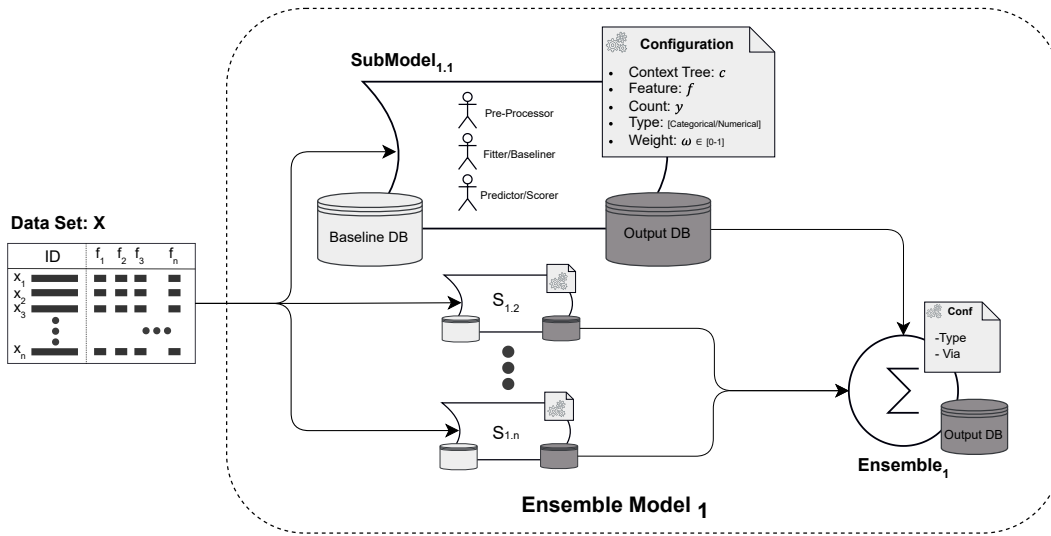 SubModel1.1
Configuration
• Context Tree: c
• Feature: f
• Count: y
• Type: [Categorical/Numerical]
• Weight: ω ∈ [0-1]
Pre-Processor
Fitter/Baseliner
Predictor/Scorer
Baseline DB
Output DB
Data Set: X
ID f1 f2 f3 fn
x1
x2
x3
xn
S1.2
S1.n
Conf
-Type
- Via
Σ
Output DB
Ensemble1
Ensemble Model 1